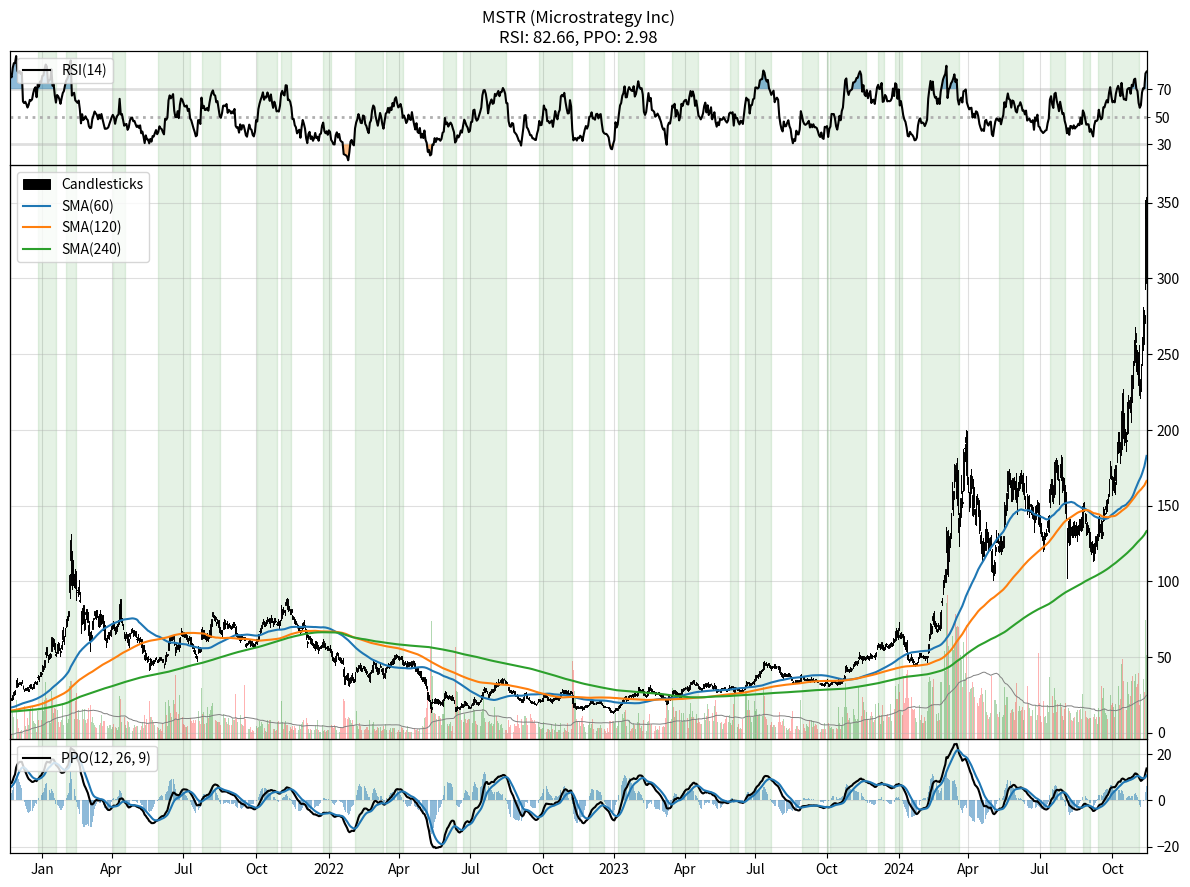 MSTR (Microstrategy Inc)
RSI: 82.66, PPO: 2.98
RSI(14)
70
50
30
Candlesticks
SMA(60)
SMA(120)
SMA(240)
350
300
250
200
150
100
50
0
PPO(12, 26, 9)
20
0
−20
Jan Apr Jul Oct 2022 Apr Jul Oct 2023 Apr Jul Oct 2024 Apr Jul Oct